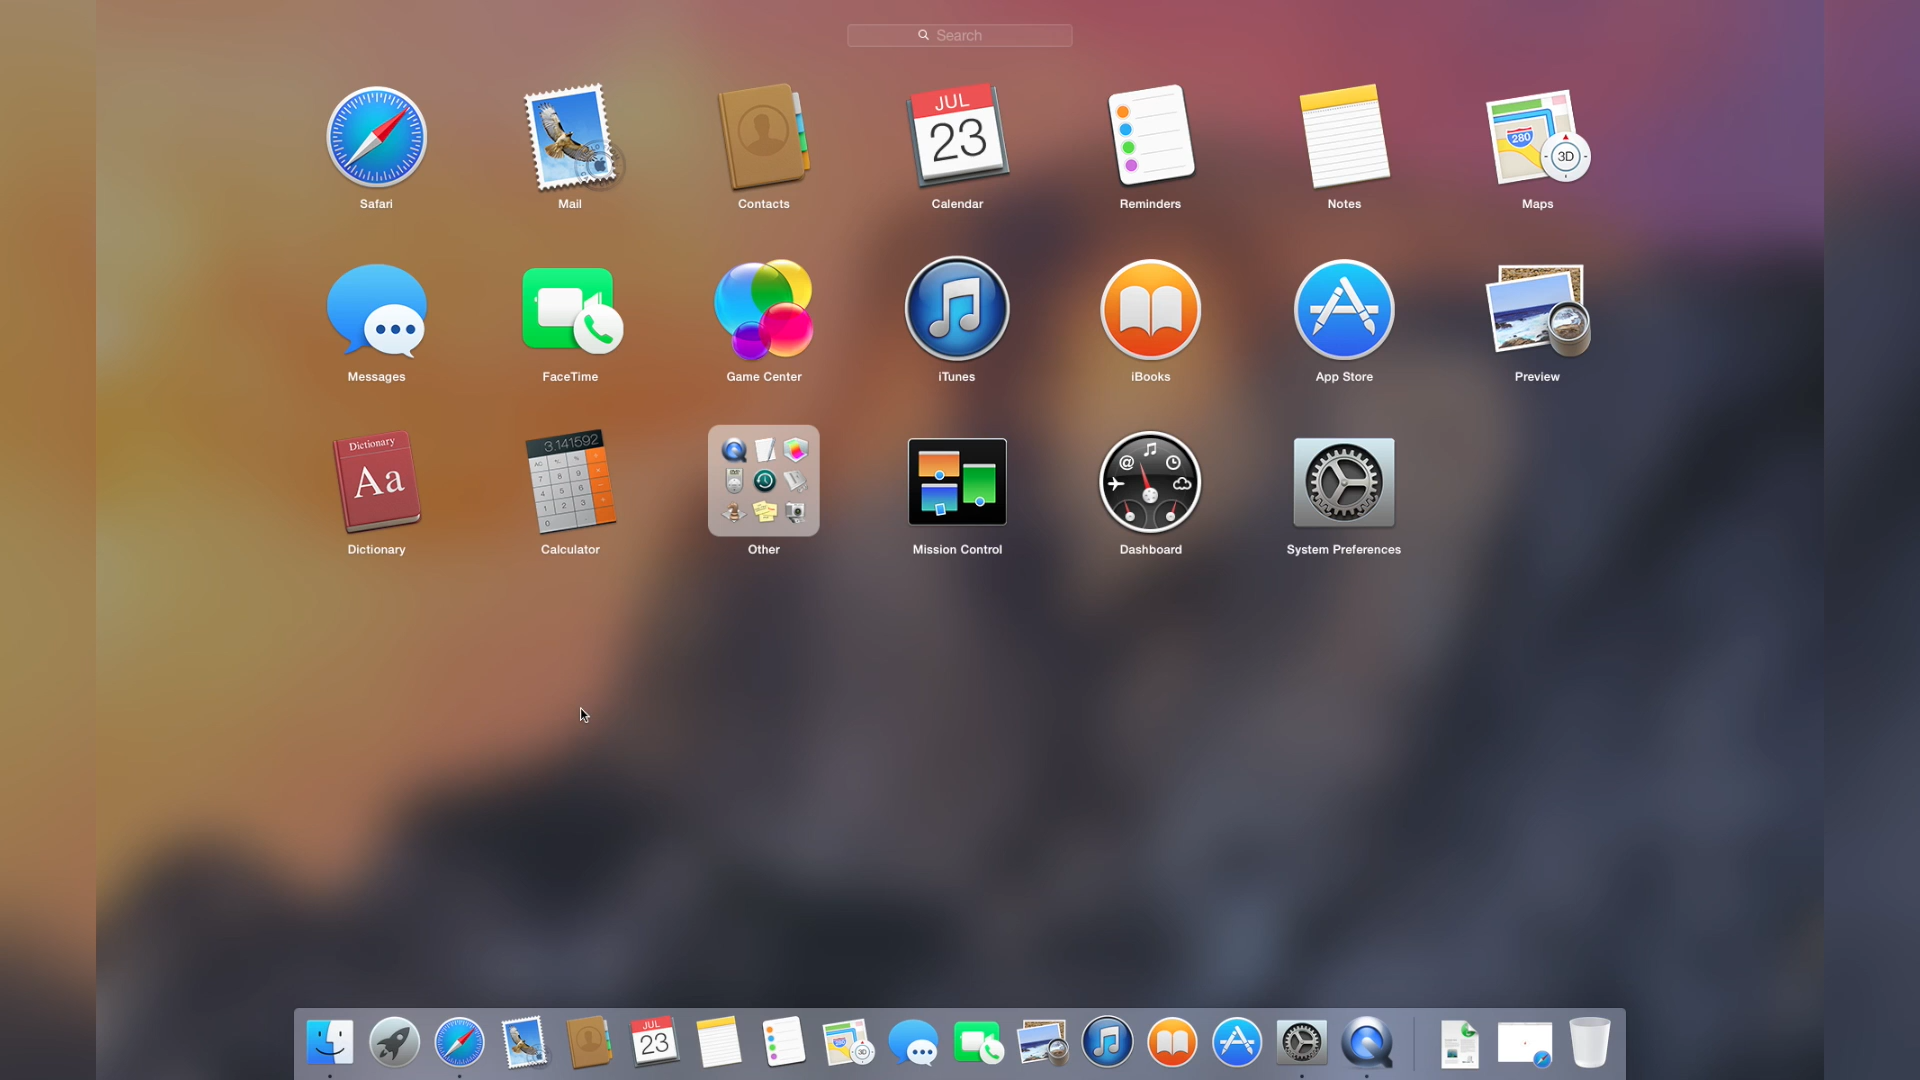 Search
JUL
23
280
3D
Safari
Mail
Contacts
Calendar
Reminders
Notes
Maps
Messages
FaceTime
Game Center
iTunes
iBooks
App Store
Preview
Dictionary
Aa
3.141592
Dictionary
Calculator
Other
Mission Control
Dashboard
System Preferences
JUL
23
3D